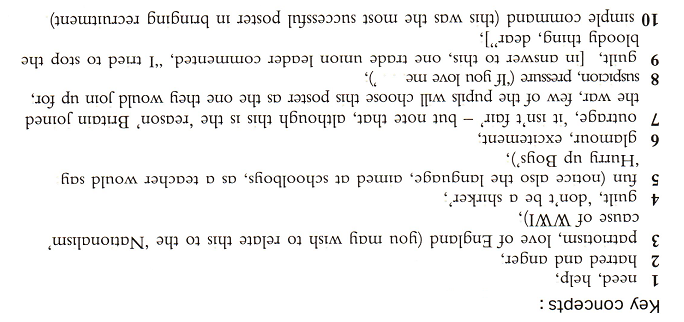 Key concepts :
1 need, help,
2 hatred and anger,
3 patriotism, love of England (you may wish to relate this to the 'Nationalism'
cause of WWI),
4 guilt, 'don't be a shirker',
5 fun (notice also the language, aimed at schoolboys, as a teacher would say
'Hurry up Boys'),
6 glamour, excitement,
7 outrage, 'it isn't fair' – but note that, although this is the 'reason' Britain joined
the war, few of the pupils will choose this poster as the one they would join up for,
8 suspicion, pressure ('If you love me    '),
9 guilt, [in answer to this, one trade union leader commented, "I tried to stop the
bloody thing, dear"],
10 simple command (this was the most successful poster in bringing recruitment)